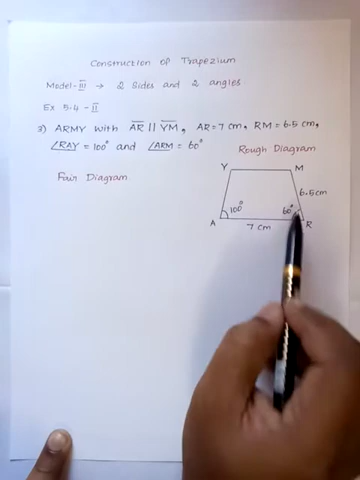 Construction of Trapezium
Model-III → 2 Sides and 2 angles
Ex 5.4 - II
3) ARMY with AR || YM, AR = 7 cm, RM = 6.5 cm,
∠RAY = 100° and ∠ARM = 60°
Rough Diagram
Fair Diagram
Y M
6.5cm
100° 60°
A R
7 cm